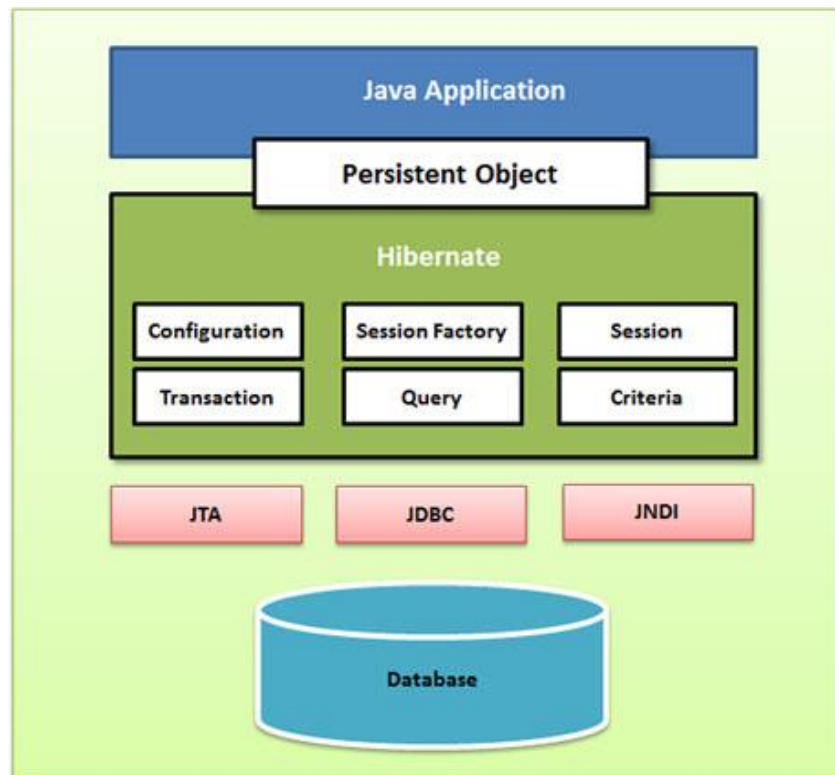 Java Application
Persistent Object
Hibernate
Configuration
Session Factory
Session
Transaction
Query
Criteria
JTA
JDBC
JNDI
Database